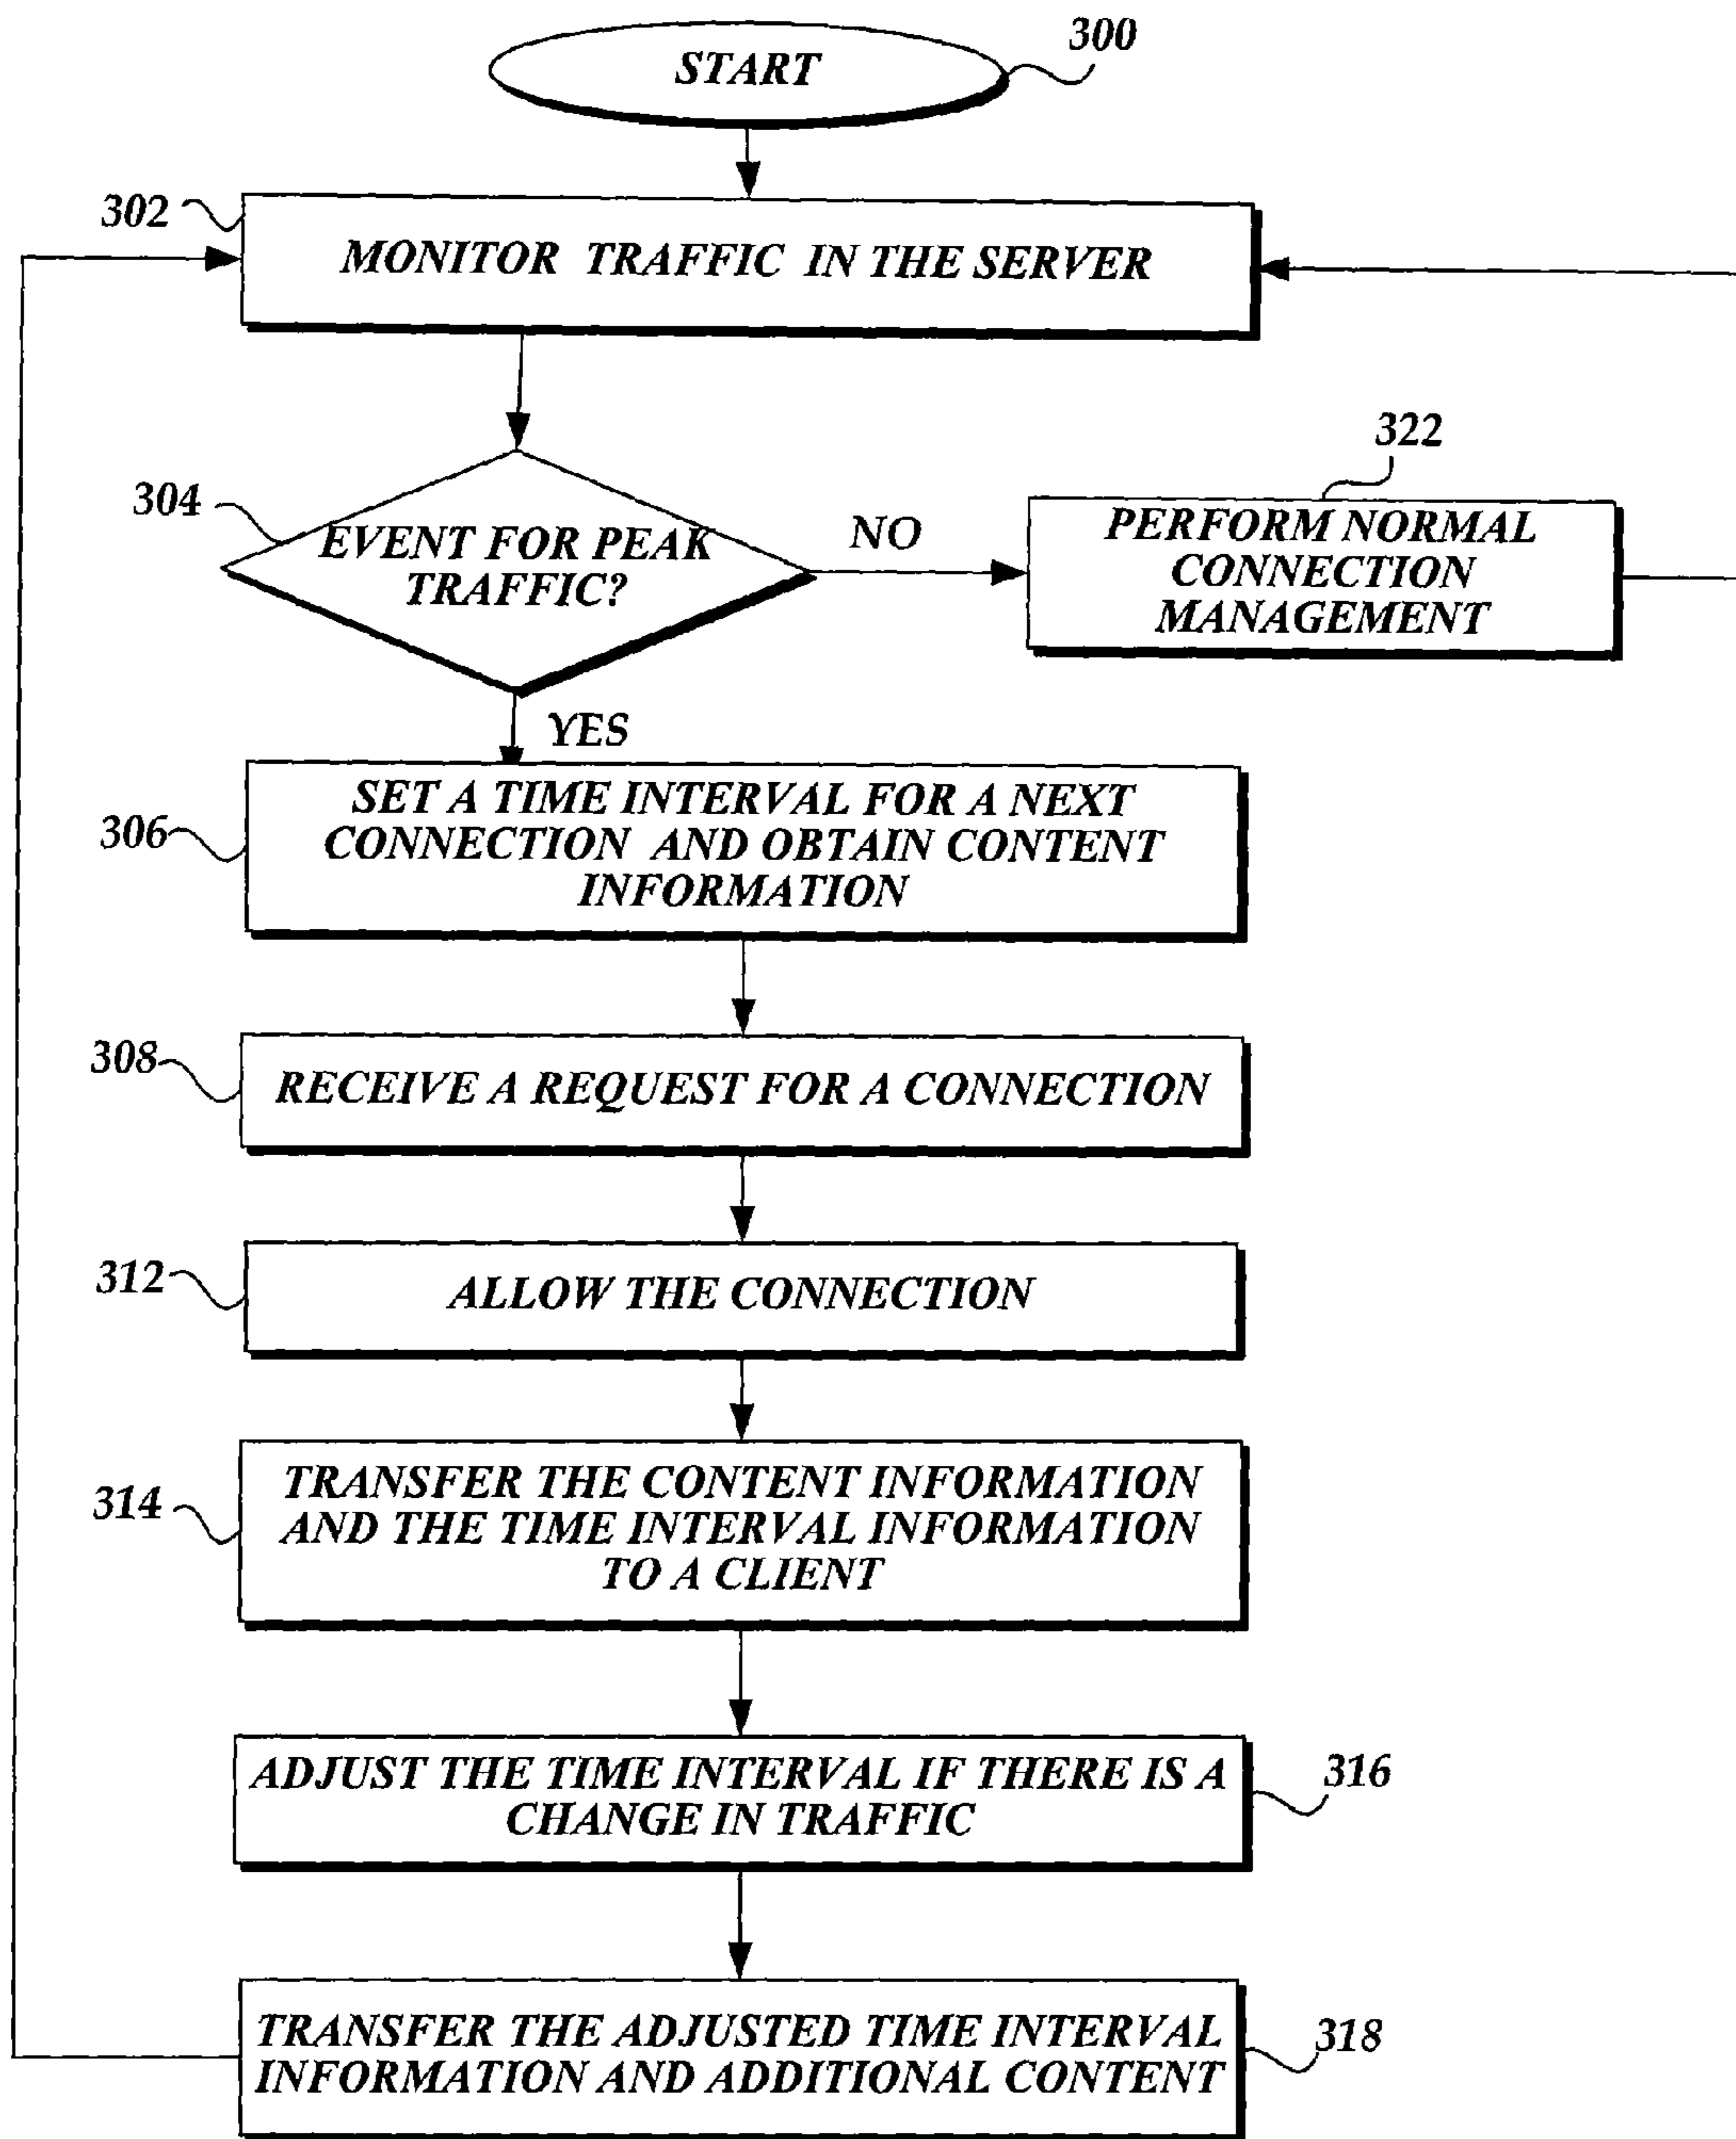 START
300
302
MONITOR TRAFFIC IN THE SERVER
304
EVENT FOR PEAK
TRAFFIC?
NO
322
PERFORM NORMAL
CONNECTION
MANAGEMENT
YES
306
SET A TIME INTERVAL FOR A NEXT
CONNECTION AND OBTAIN CONTENT
INFORMATION
308
RECEIVE A REQUEST FOR A CONNECTION
312
ALLOW THE CONNECTION
314
TRANSFER THE CONTENT INFORMATION
AND THE TIME INTERVAL INFORMATION
TO A CLIENT
ADJUST THE TIME INTERVAL IF THERE IS A
CHANGE IN TRAFFIC
316
TRANSFER THE ADJUSTED TIME INTERVAL
INFORMATION AND ADDITIONAL CONTENT
318